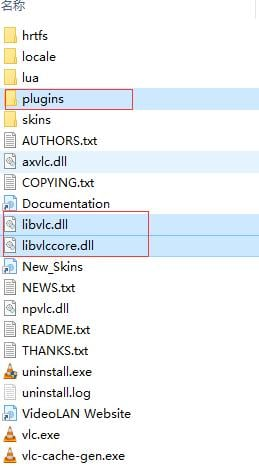 名称
hrtfs
locale
lua
plugins
skins
AUTHORS.txt
axvlc.dll
COPYING.txt
Documentation
libvlc.dll
libvlccore.dll
New_Skins
NEWS.txt
npvlc.dll
README.txt
THANKS.txt
uninstall.exe
uninstall.log
VideoLAN Website
vlc.exe
vlc-cache-gen.exe